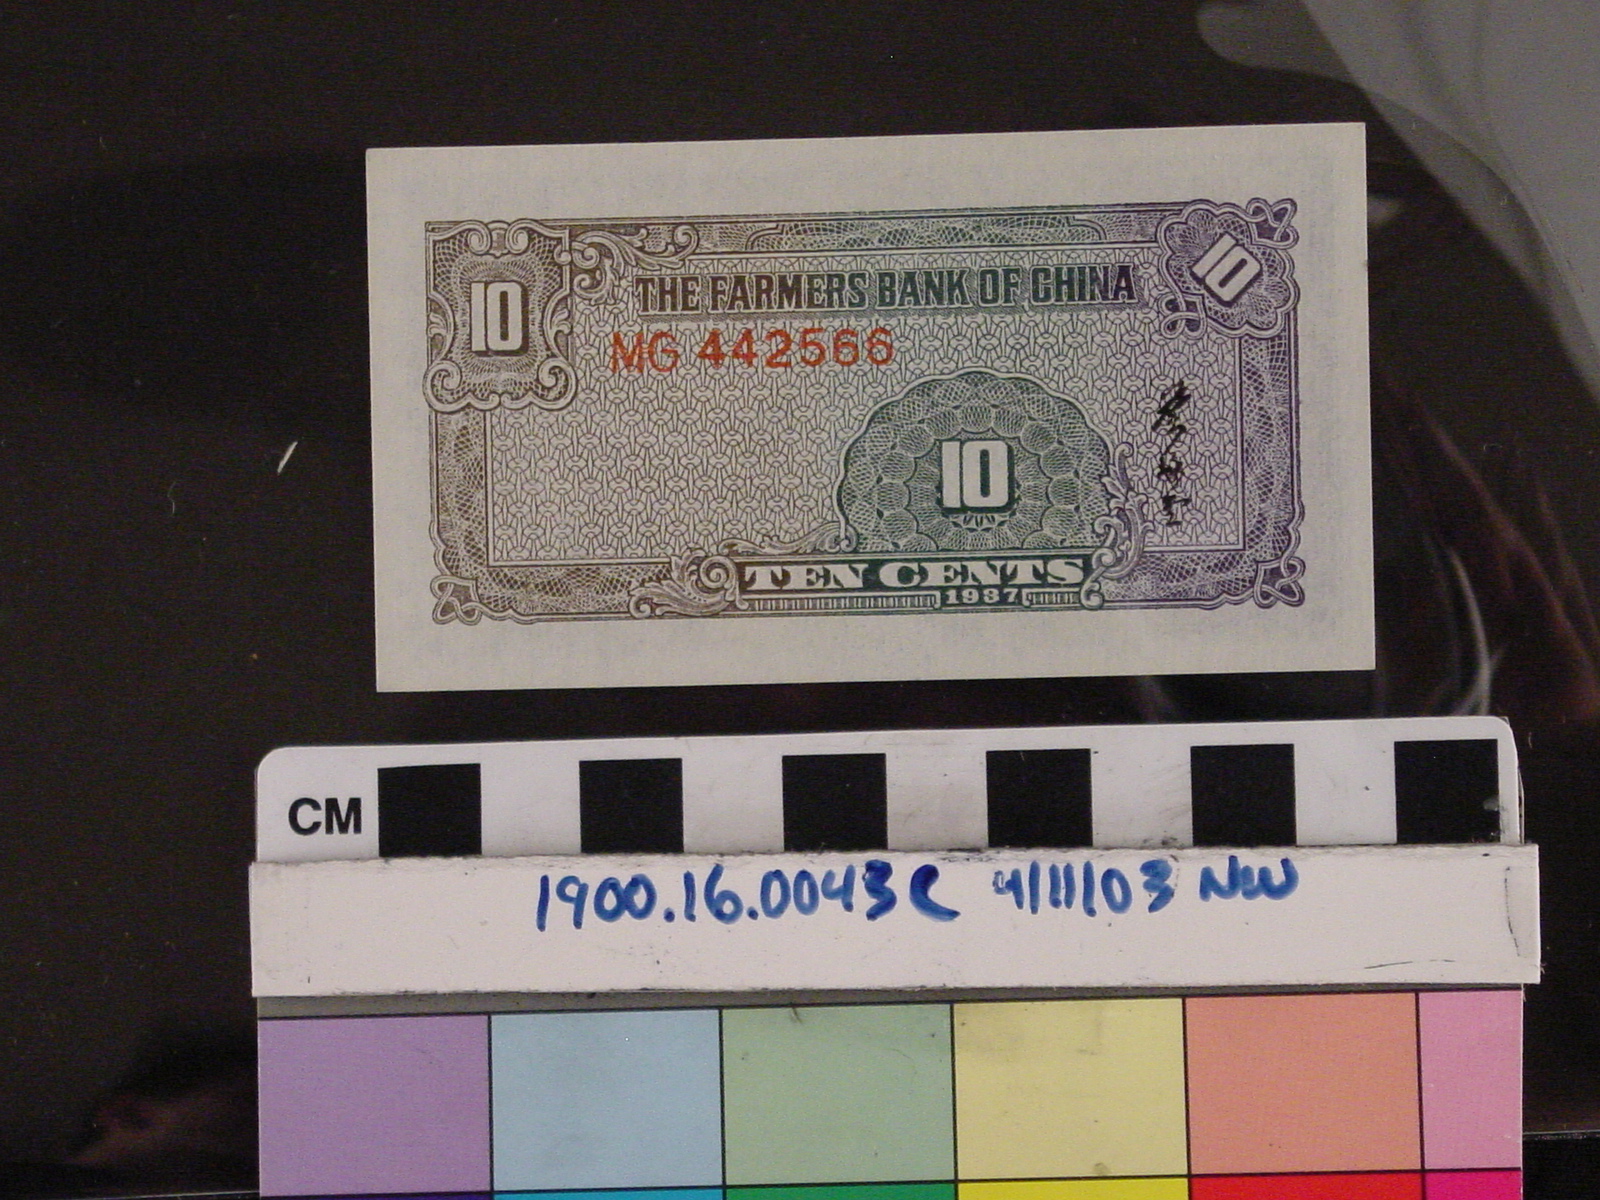 10
10
THE FARMERS BANK OF CHINA
MG 442566
10
TEN CENTS
1937
CM
1900.16.0043C 4/11/03 NW